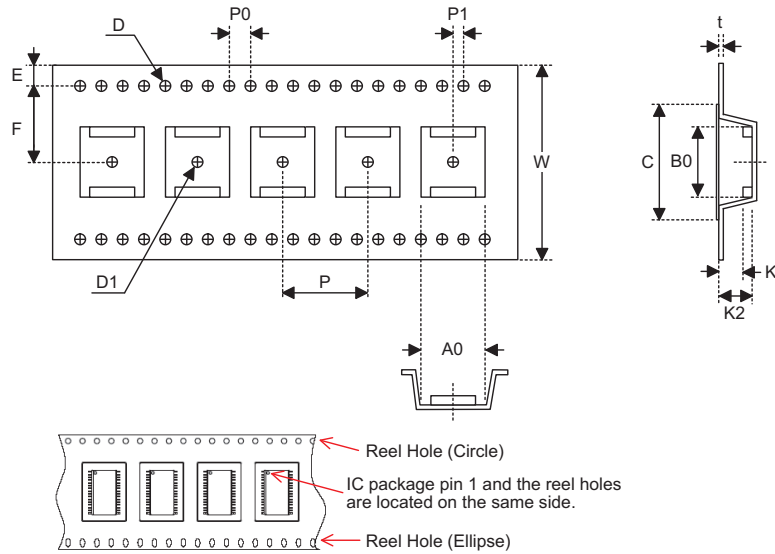 D
P0
P1
t
E
F
W
C
B0
D1
P
K
K2
A0
Reel Hole (Circle)
IC package pin 1 and the reel holes
are located on the same side.
Reel Hole (Ellipse)